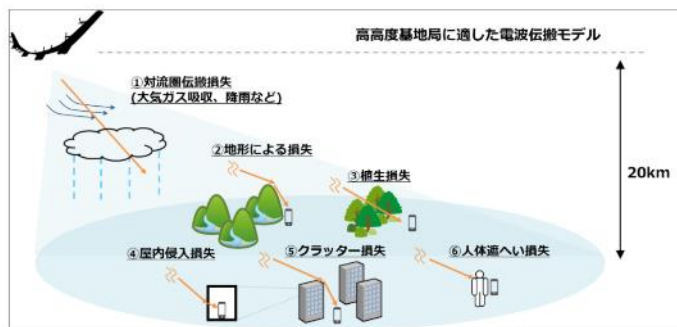 高高度基地局に適した電波伝搬モデル
①対流圏伝搬損失
(大気ガス吸収、降雨など)
②地形による損失
③植生損失
20km
④屋内侵入損失
⑤クラッター損失
⑥人体遮へい損失